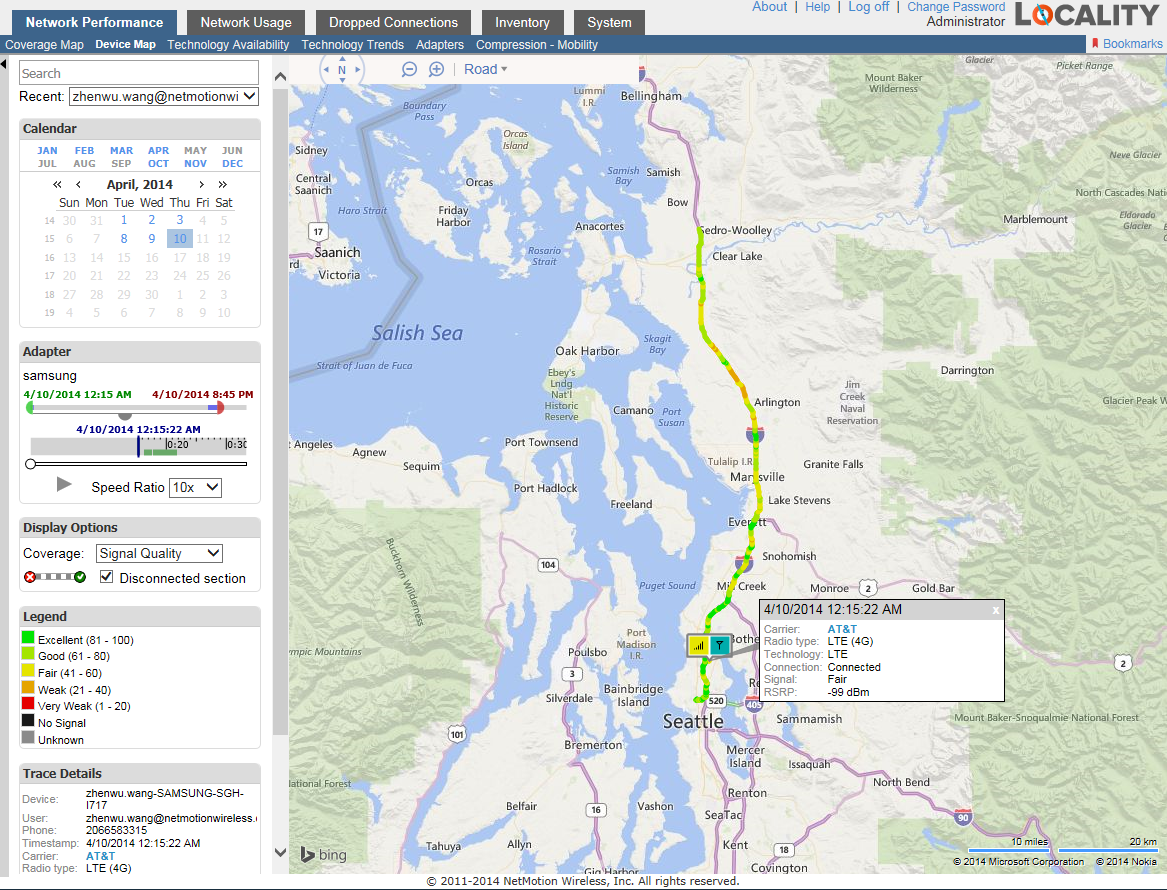 Network Performance Network Usage Dropped Connections Inventory System
About | Help | Log off | Change Password
Administrator
LOCALITY
Coverage Map Device Map Technology Availability Technology Trends Adapters Compression - Mobility
Bookmarks
Search
Recent: zhenwu.wang@netmotionwi
Calendar
JAN FEB MAR APR MAY JUN
JUL AUG SEP OCT NOV DEC
« ‹ April, 2014 › »
Sun Mon Tue Wed Thu Fri Sat
14 30 31 1 2 3 4 5
15 6 7 8 9 10 11 12
16 13 14 15 16 17 18 19
17 20 21 22 23 24 25 26
18 27 28 29 30 1 2 3
19 4 5 6 7 8 9 10
Adapter
samsung
4/10/2014 12:15 AM 4/10/2014 8:45 PM
4/10/2014 12:15:22 AM
0:20 0:30
Speed Ratio 10x
Display Options
Coverage: Signal Quality
Disconnected section
Legend
Excellent (81 - 100)
Good (61 - 80)
Fair (41 - 60)
Weak (21 - 40)
Very Weak (1 - 20)
No Signal
Unknown
Trace Details
Device: zhenwu.wang-SAMSUNG-SGH-
I717
User: zhenwu.wang@netmotionwireless.
Phone: 2066583315
Timestamp: 4/10/2014 12:15:22 AM
Carrier: AT&T
Radio type: LTE (4G)
N
Road
Glacier
Picket Range
Mount Baker
Wilderness
Lummi
I.R.
Bellingham
Boundary
Pass
Orcas
Island
Sidney
Central
Saanich
Orcas
Samish
Bay
Samish
Neve Glacier
North Cascades Nati
Haro Strait
Friday
Harbor
Bow
Anacortes
Marblemount
Eldorado
Glacier
17
Saanich
rd
Victoria
Rosario
Strait
Sedro-Woolley
Clear Lake
Salish Sea
Skagit
Bay
Oak Harbor
Strait of Juan de Fuca
Ebey's
Lndg
Nat'l
Historic
Reserve
Darrington
Jim
Creek
Naval
Reservation
Glacier Peak W
Camano
Port
Susan
Arlington
t Angeles
Agnew
Sequim
Port Townsend
Tulalip I.R.
Granite Falls
Marysville
Port Hadlock
Freeland
Lake Stevens
Everett
Buckhorn Wilderness
104
Snohomish
Puget Sound
Mill Creek
Monroe
2
Gold Bar
4/10/2014 12:15:22 AM x
Carrier: AT&T
Radio type: LTE (4G)
Technology: LTE
Connection: Connected
Signal: Fair
RSRP: -99 dBm
Port
Madison
I.R.
Bothe
ympic Mountains
Poulsbo
2
3
Re
Silverdale
Bainbridge
Island
520
405
Seattle
Sammamish
Mount Baker-Snoqualmie National Forest
101
Bremerton
Mercer
Island
Issaquah
ational Forest
North Bend
Renton
Belfair
16
Vashon
SeaTac
90
Tahuya
Allyn
Kent
18
Gig Harbor
Covington
bing
10 miles 20 km
© 2014 Microsoft Corporation © 2014 Nokia
© 2011-2014 NetMotion Wireless, Inc. All rights reserved.